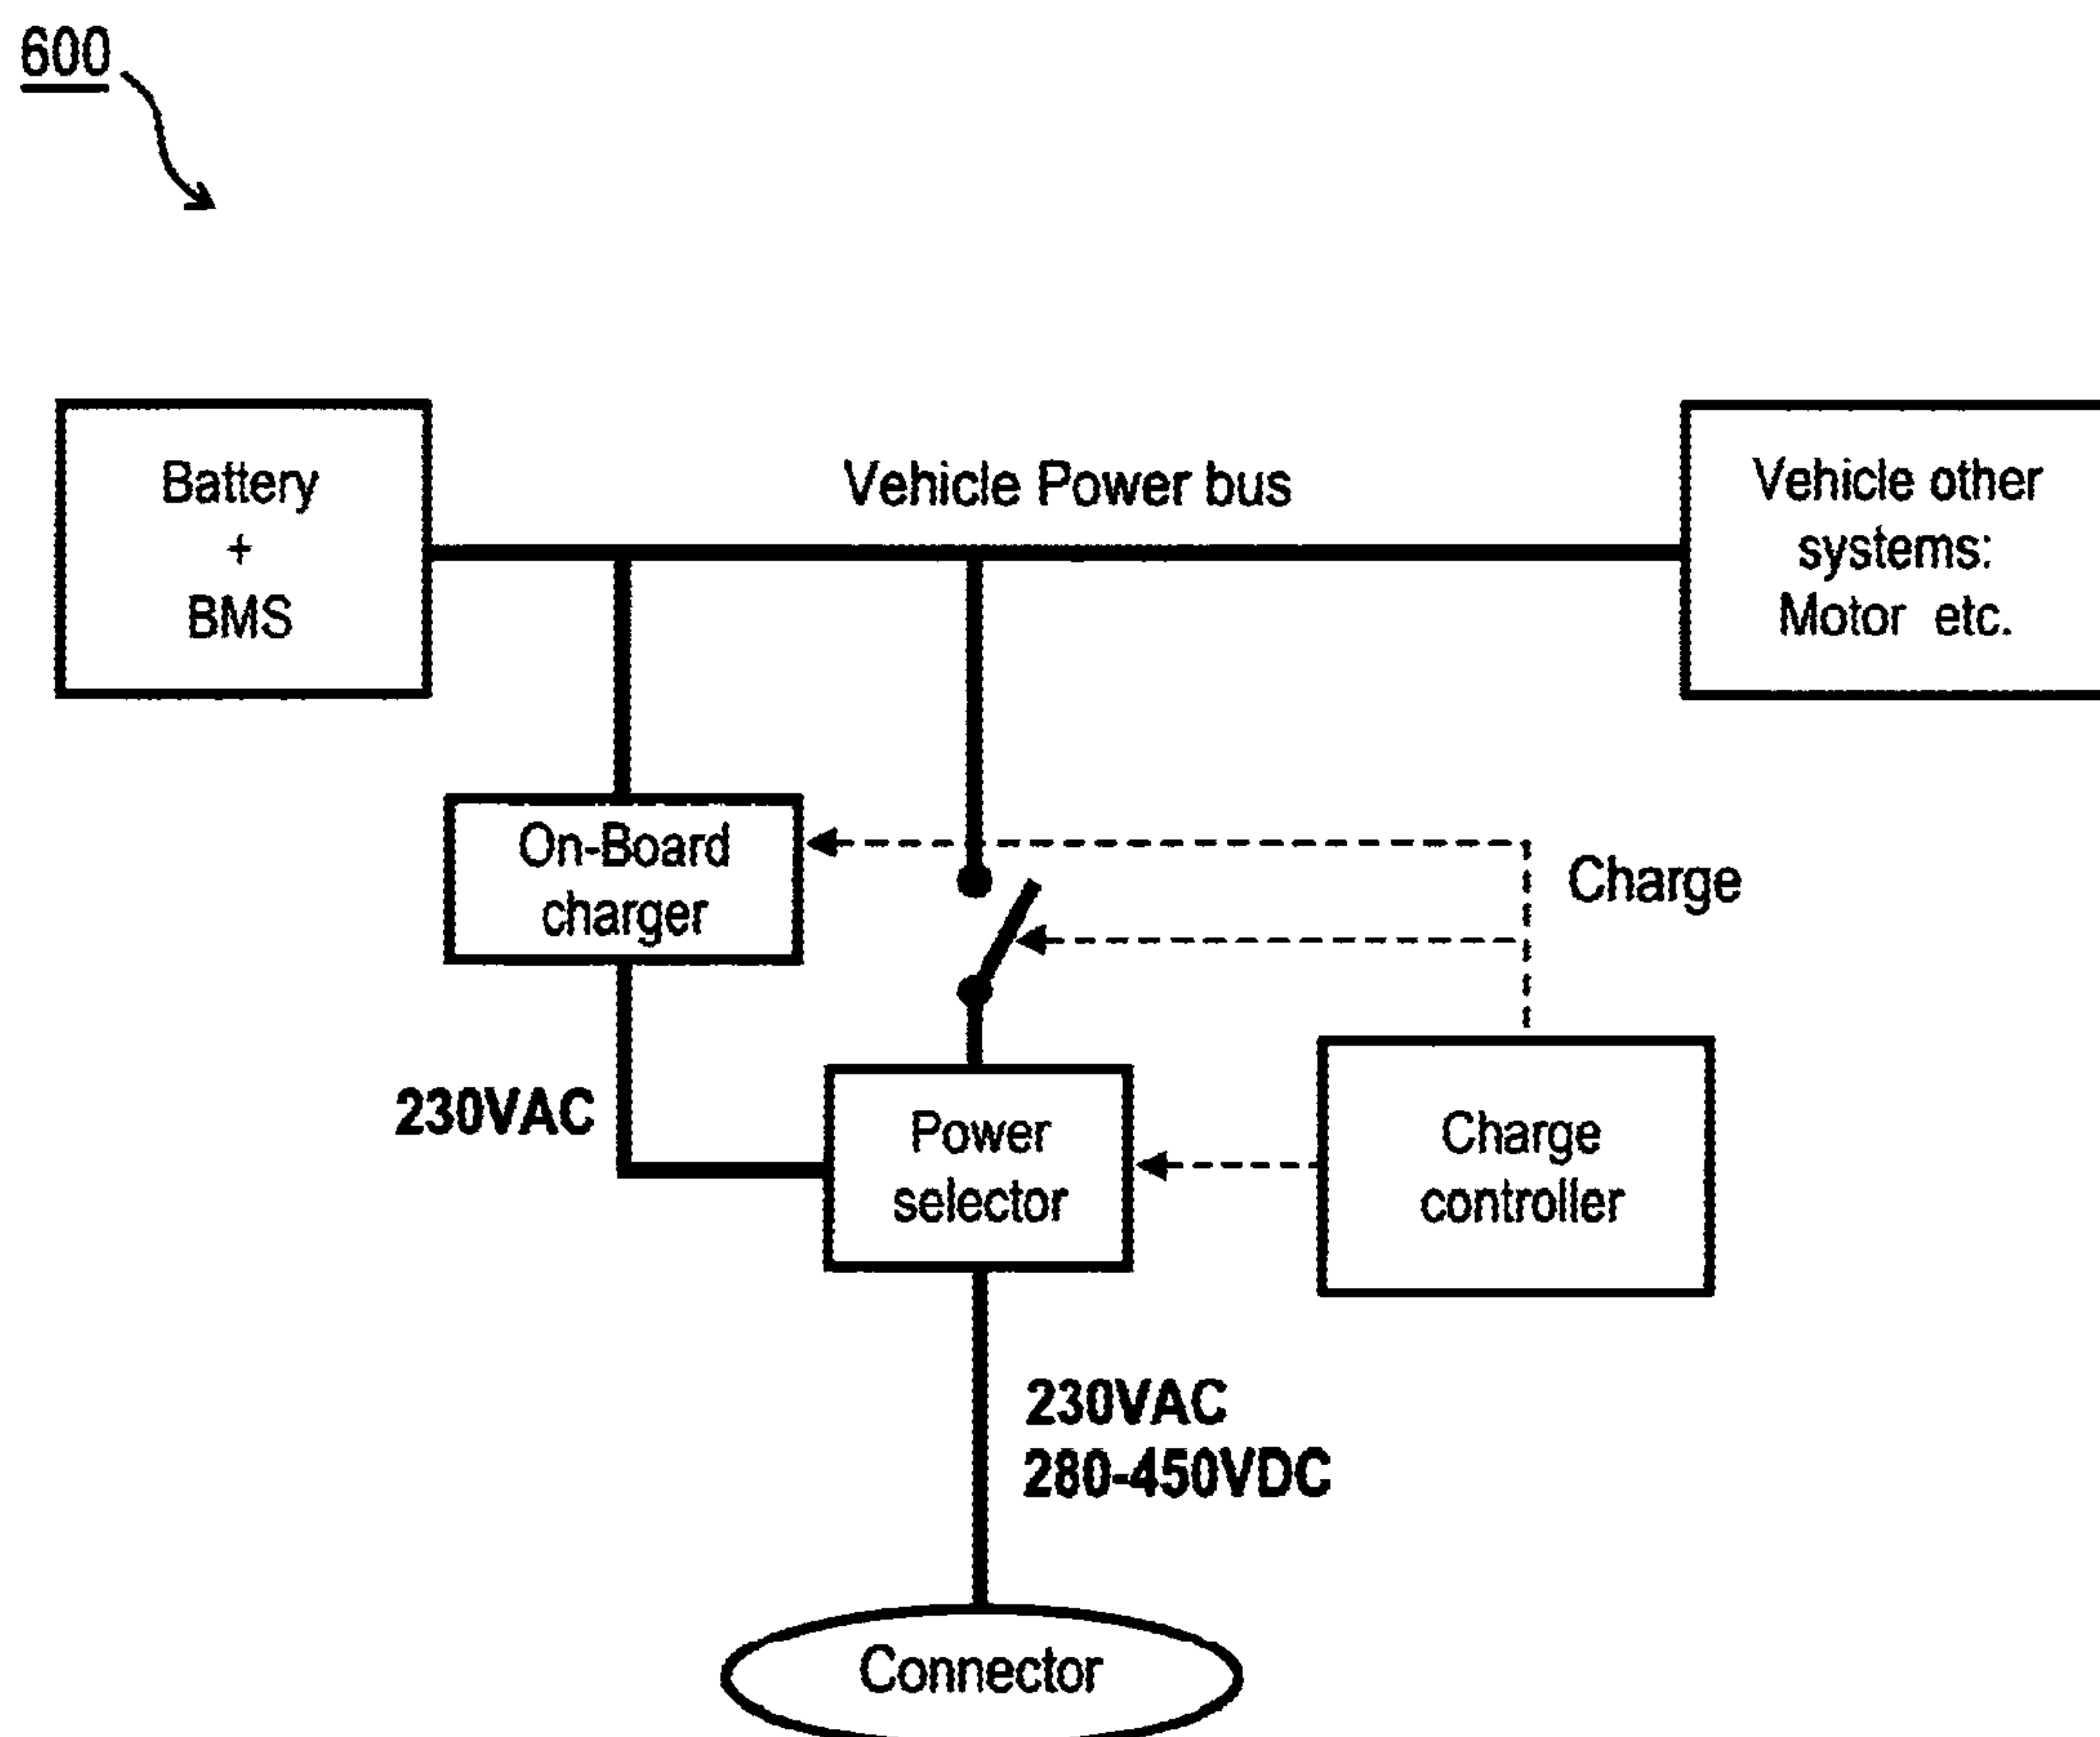 600
Battery
+
BMS
Vehicle Power bus
Vehicle other
systems:
Motor etc.
On-Board
charger
Charge
230VAC
Power
selector
Charge
controller
230VAC
280-450VDC
Connector